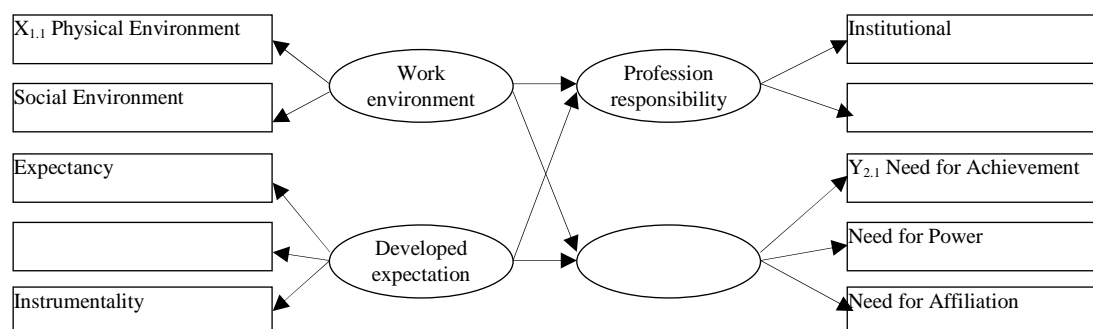 X₁.₁ Physical Environment
Social Environment
Expectancy
Instrumentality
Work
environment
Developed
expectation
Profession
responsibility
Institutional
Y₂.₁ Need for Achievement
Need for Power
Need for Affiliation